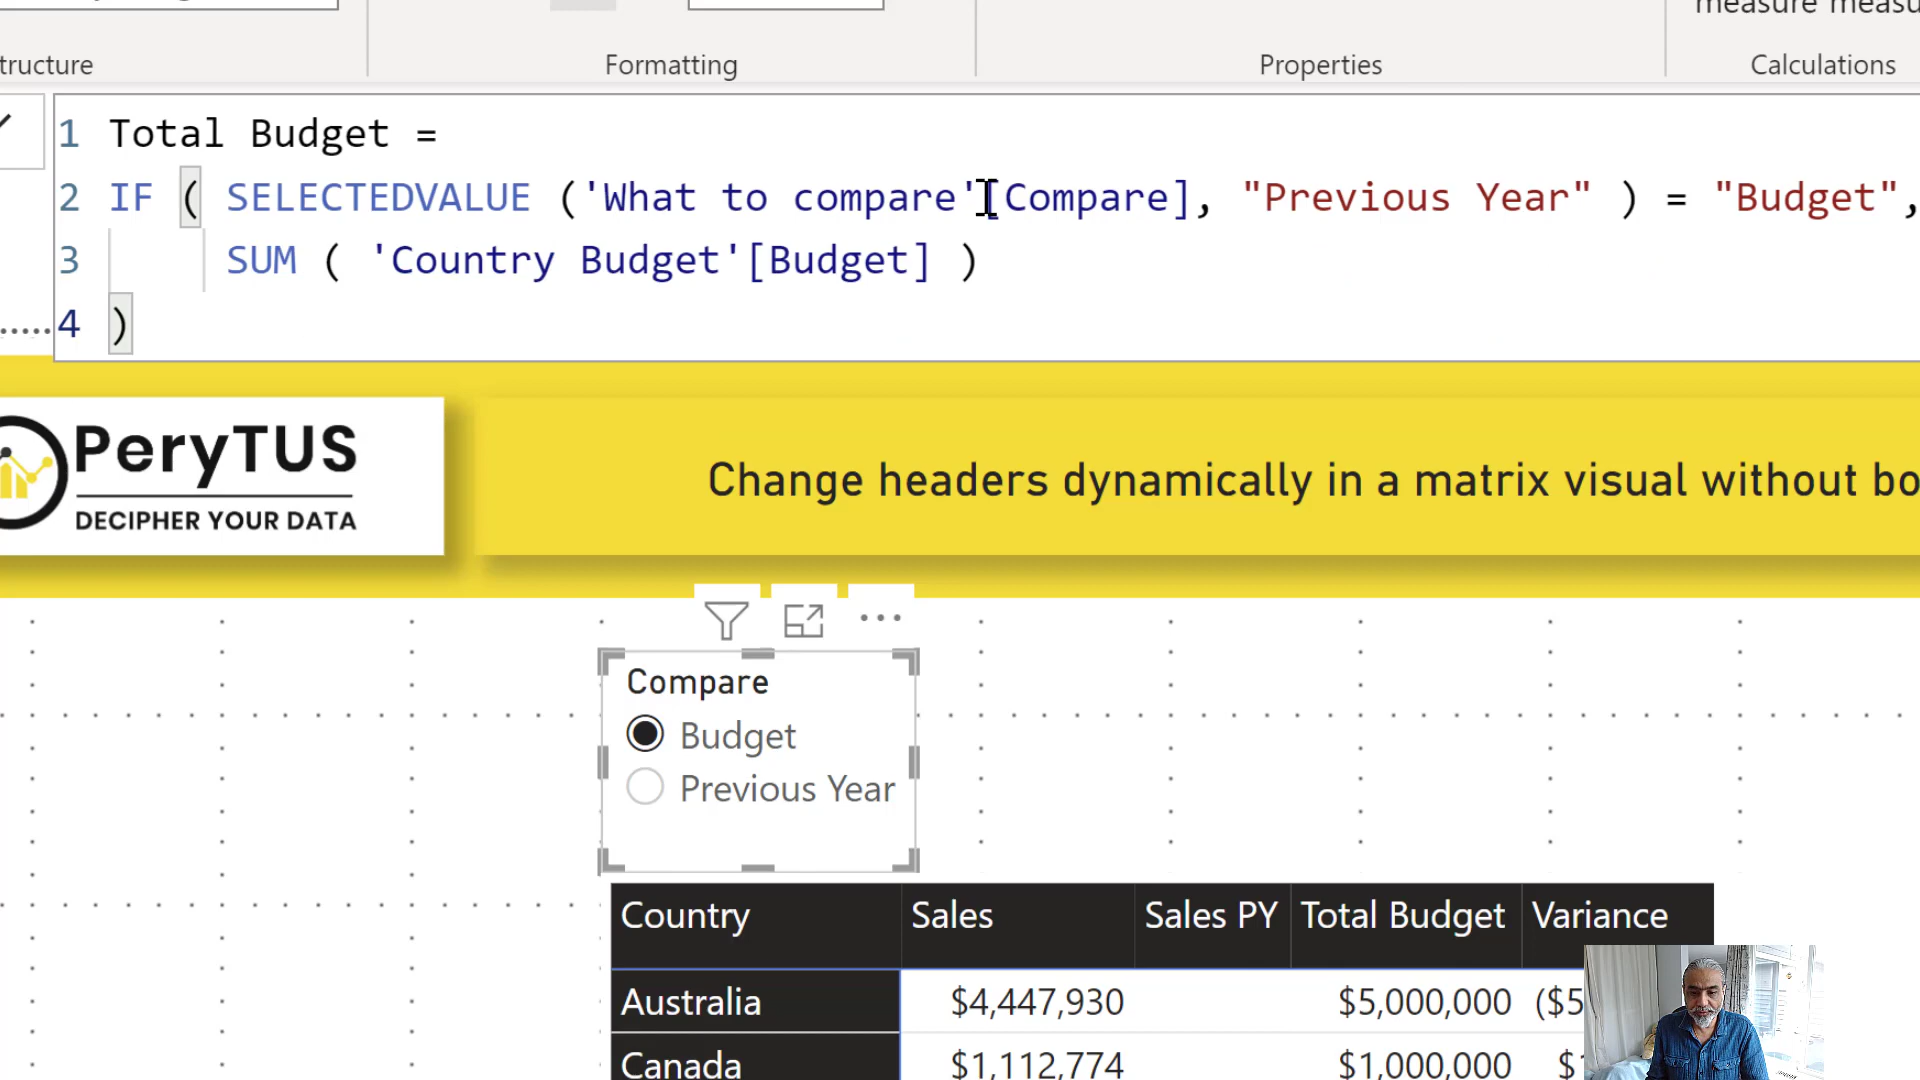 measure measu
tructure
Formatting
Properties
Calculations
1 Total Budget =
2 IF ( SELECTEDVALUE ('What to compare'[Compare], "Previous Year" ) = "Budget",
3 SUM ( 'Country Budget'[Budget] )
4 )
PeryTUS
DECIPHER YOUR DATA
Change headers dynamically in a matrix visual without bo
Compare
Budget
Previous Year
Country Sales Sales PY Total Budget Variance
Australia $4,447,930 $5,000,000 ($5
Canada $1,112,774 $1,000,000 $